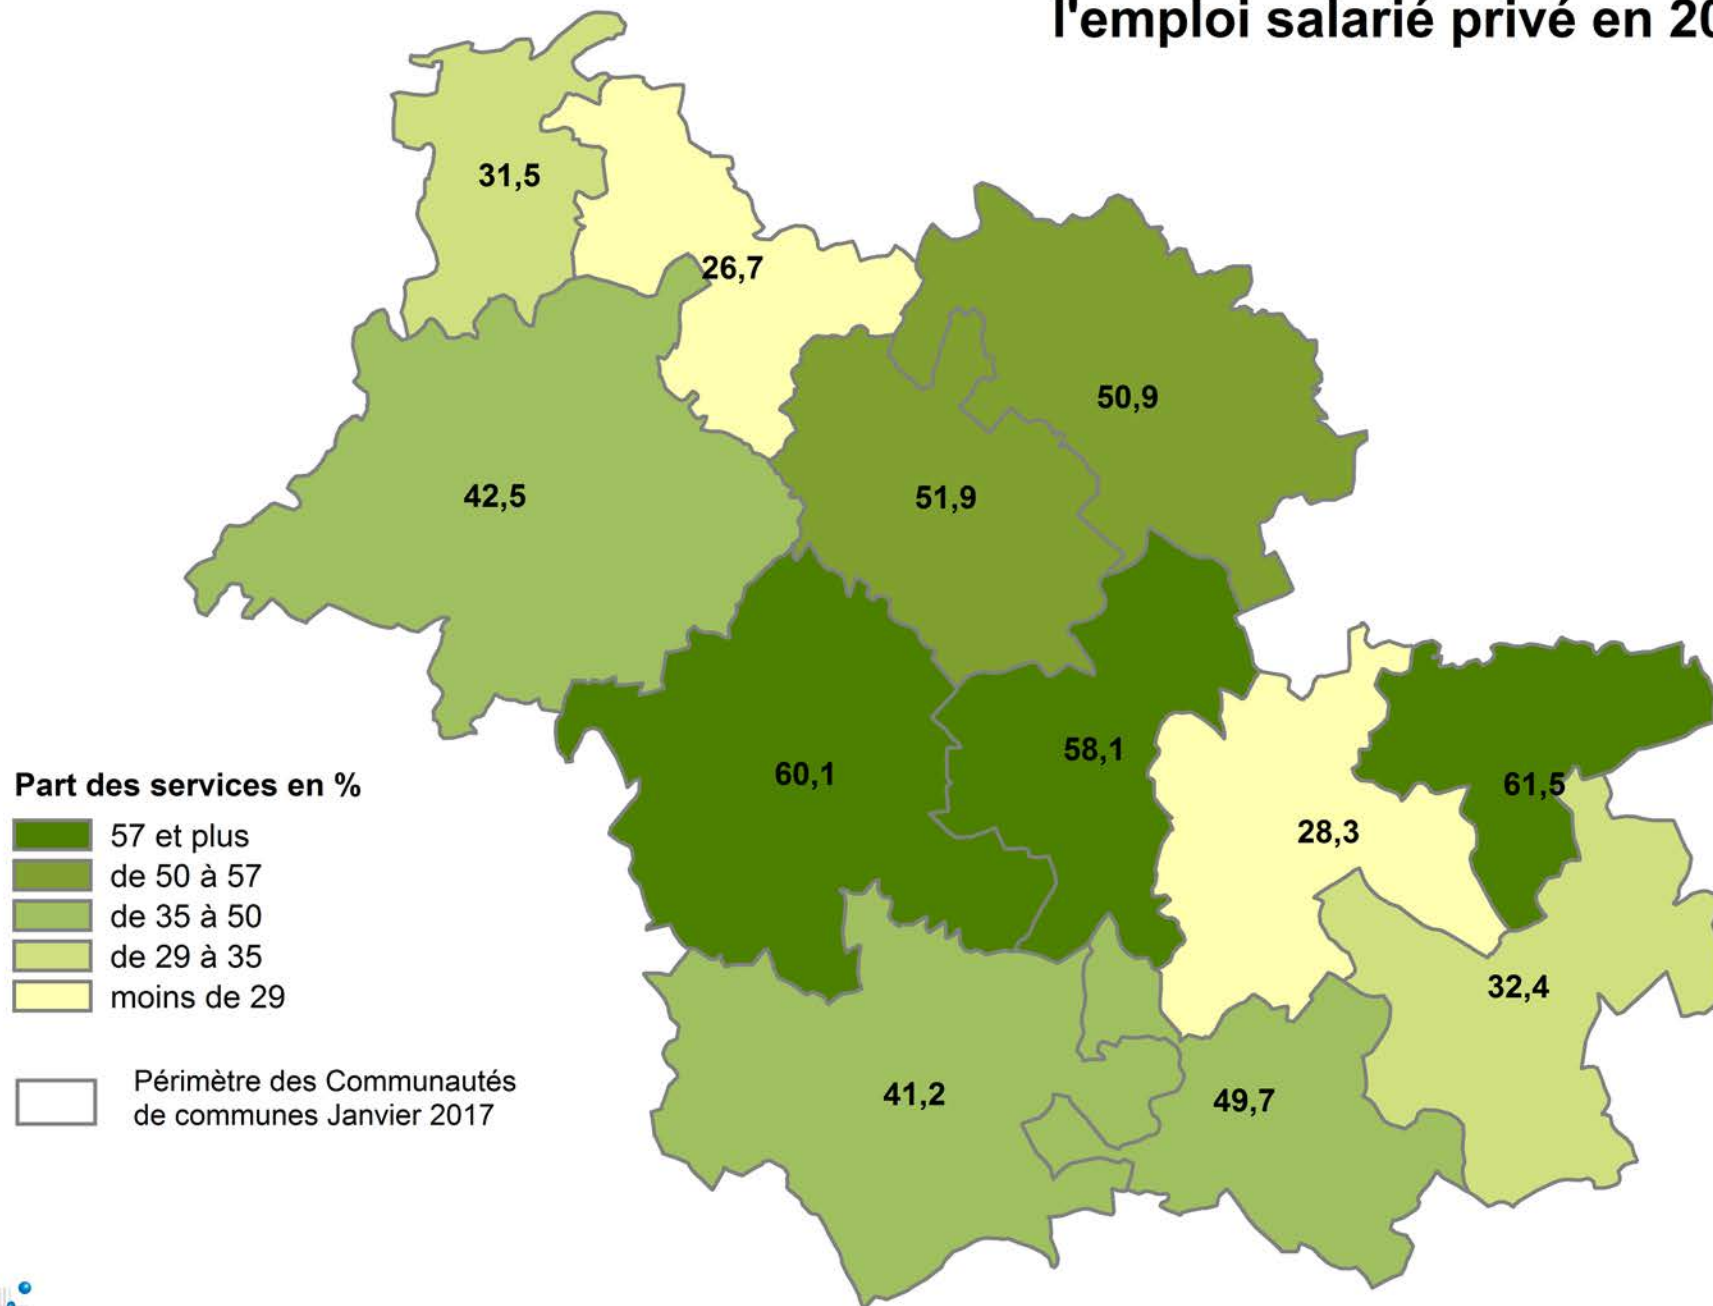 l'emploi salarié privé en 20
31,5
26,7
50,9
42,5
51,9
58,1
60,1
61,5
28,3
32,4
41,2
49,7
Part des services en %
57 et plus
de 50 à 57
de 35 à 50
de 29 à 35
moins de 29
Périmètre des Communautés
de communes Janvier 2017